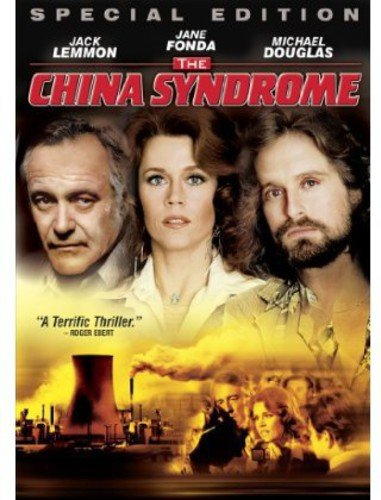 SPECIAL EDITION
JACK LEMMON
JANE FONDA
MICHAEL DOUGLAS
THE
CHINA SYNDROME
"A Terrific Thriller."
– ROGER EBERT